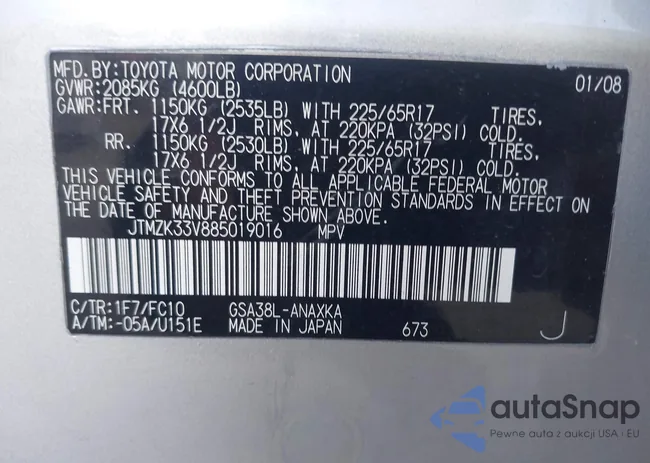 MFD.BY:TOYOTA MOTOR CORPORATION 01/08
GVWR:2085KG (4600LB)
GAWR:FRT. 1150KG (2535LB) WITH 225/65R17 TIRES,
17X6 1/2J RIMS, AT 220KPA (32PSI) COLD.
RR. 1150KG (2530LB) WITH 225/65R17 TIRES,
17X6 1/2J RIMS, AT 220KPA (32PSI) COLD.
THIS VEHICLE CONFORMS TO ALL APPLICABLE FEDERAL MOTOR
VEHICLE SAFETY AND THEFT PREVENTION STANDARDS IN EFFECT ON
THE DATE OF MANUFACTURE SHOWN ABOVE.
JTMZK33V885019016 MPV
C/TR:1F7/FC10 GSA38L-ANAXKA
A/TM:-05A/U151E MADE IN JAPAN 673 J
autaSnap
Pewne auta z aukcji USA i EU